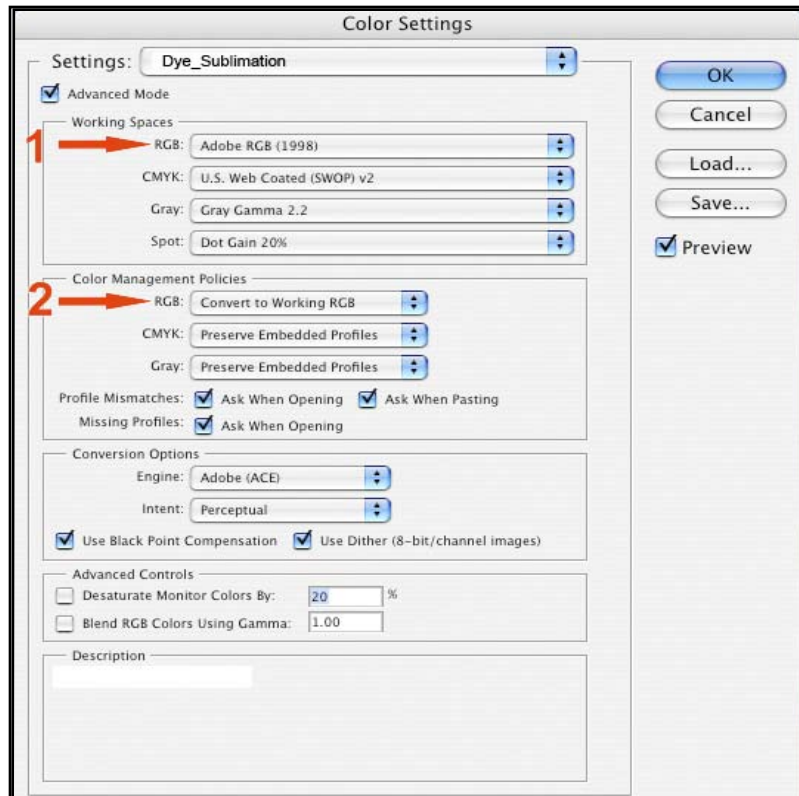 Color Settings
Settings: Dye_Sublimation
OK
Advanced Mode
Cancel
Working Spaces
1 RGB: Adobe RGB (1998)
Load...
CMYK: U.S. Web Coated (SWOP) v2
Gray: Gray Gamma 2.2
Save...
Spot: Dot Gain 20%
Preview
Color Management Policies
2 RGB: Convert to Working RGB
CMYK: Preserve Embedded Profiles
Gray: Preserve Embedded Profiles
Profile Mismatches: Ask When Opening Ask When Pasting
Missing Profiles: Ask When Opening
Conversion Options
Engine: Adobe (ACE)
Intent: Perceptual
Use Black Point Compensation Use Dither (8-bit/channel images)
Advanced Controls
Desaturate Monitor Colors By: 20 %
Blend RGB Colors Using Gamma: 1.00
Description